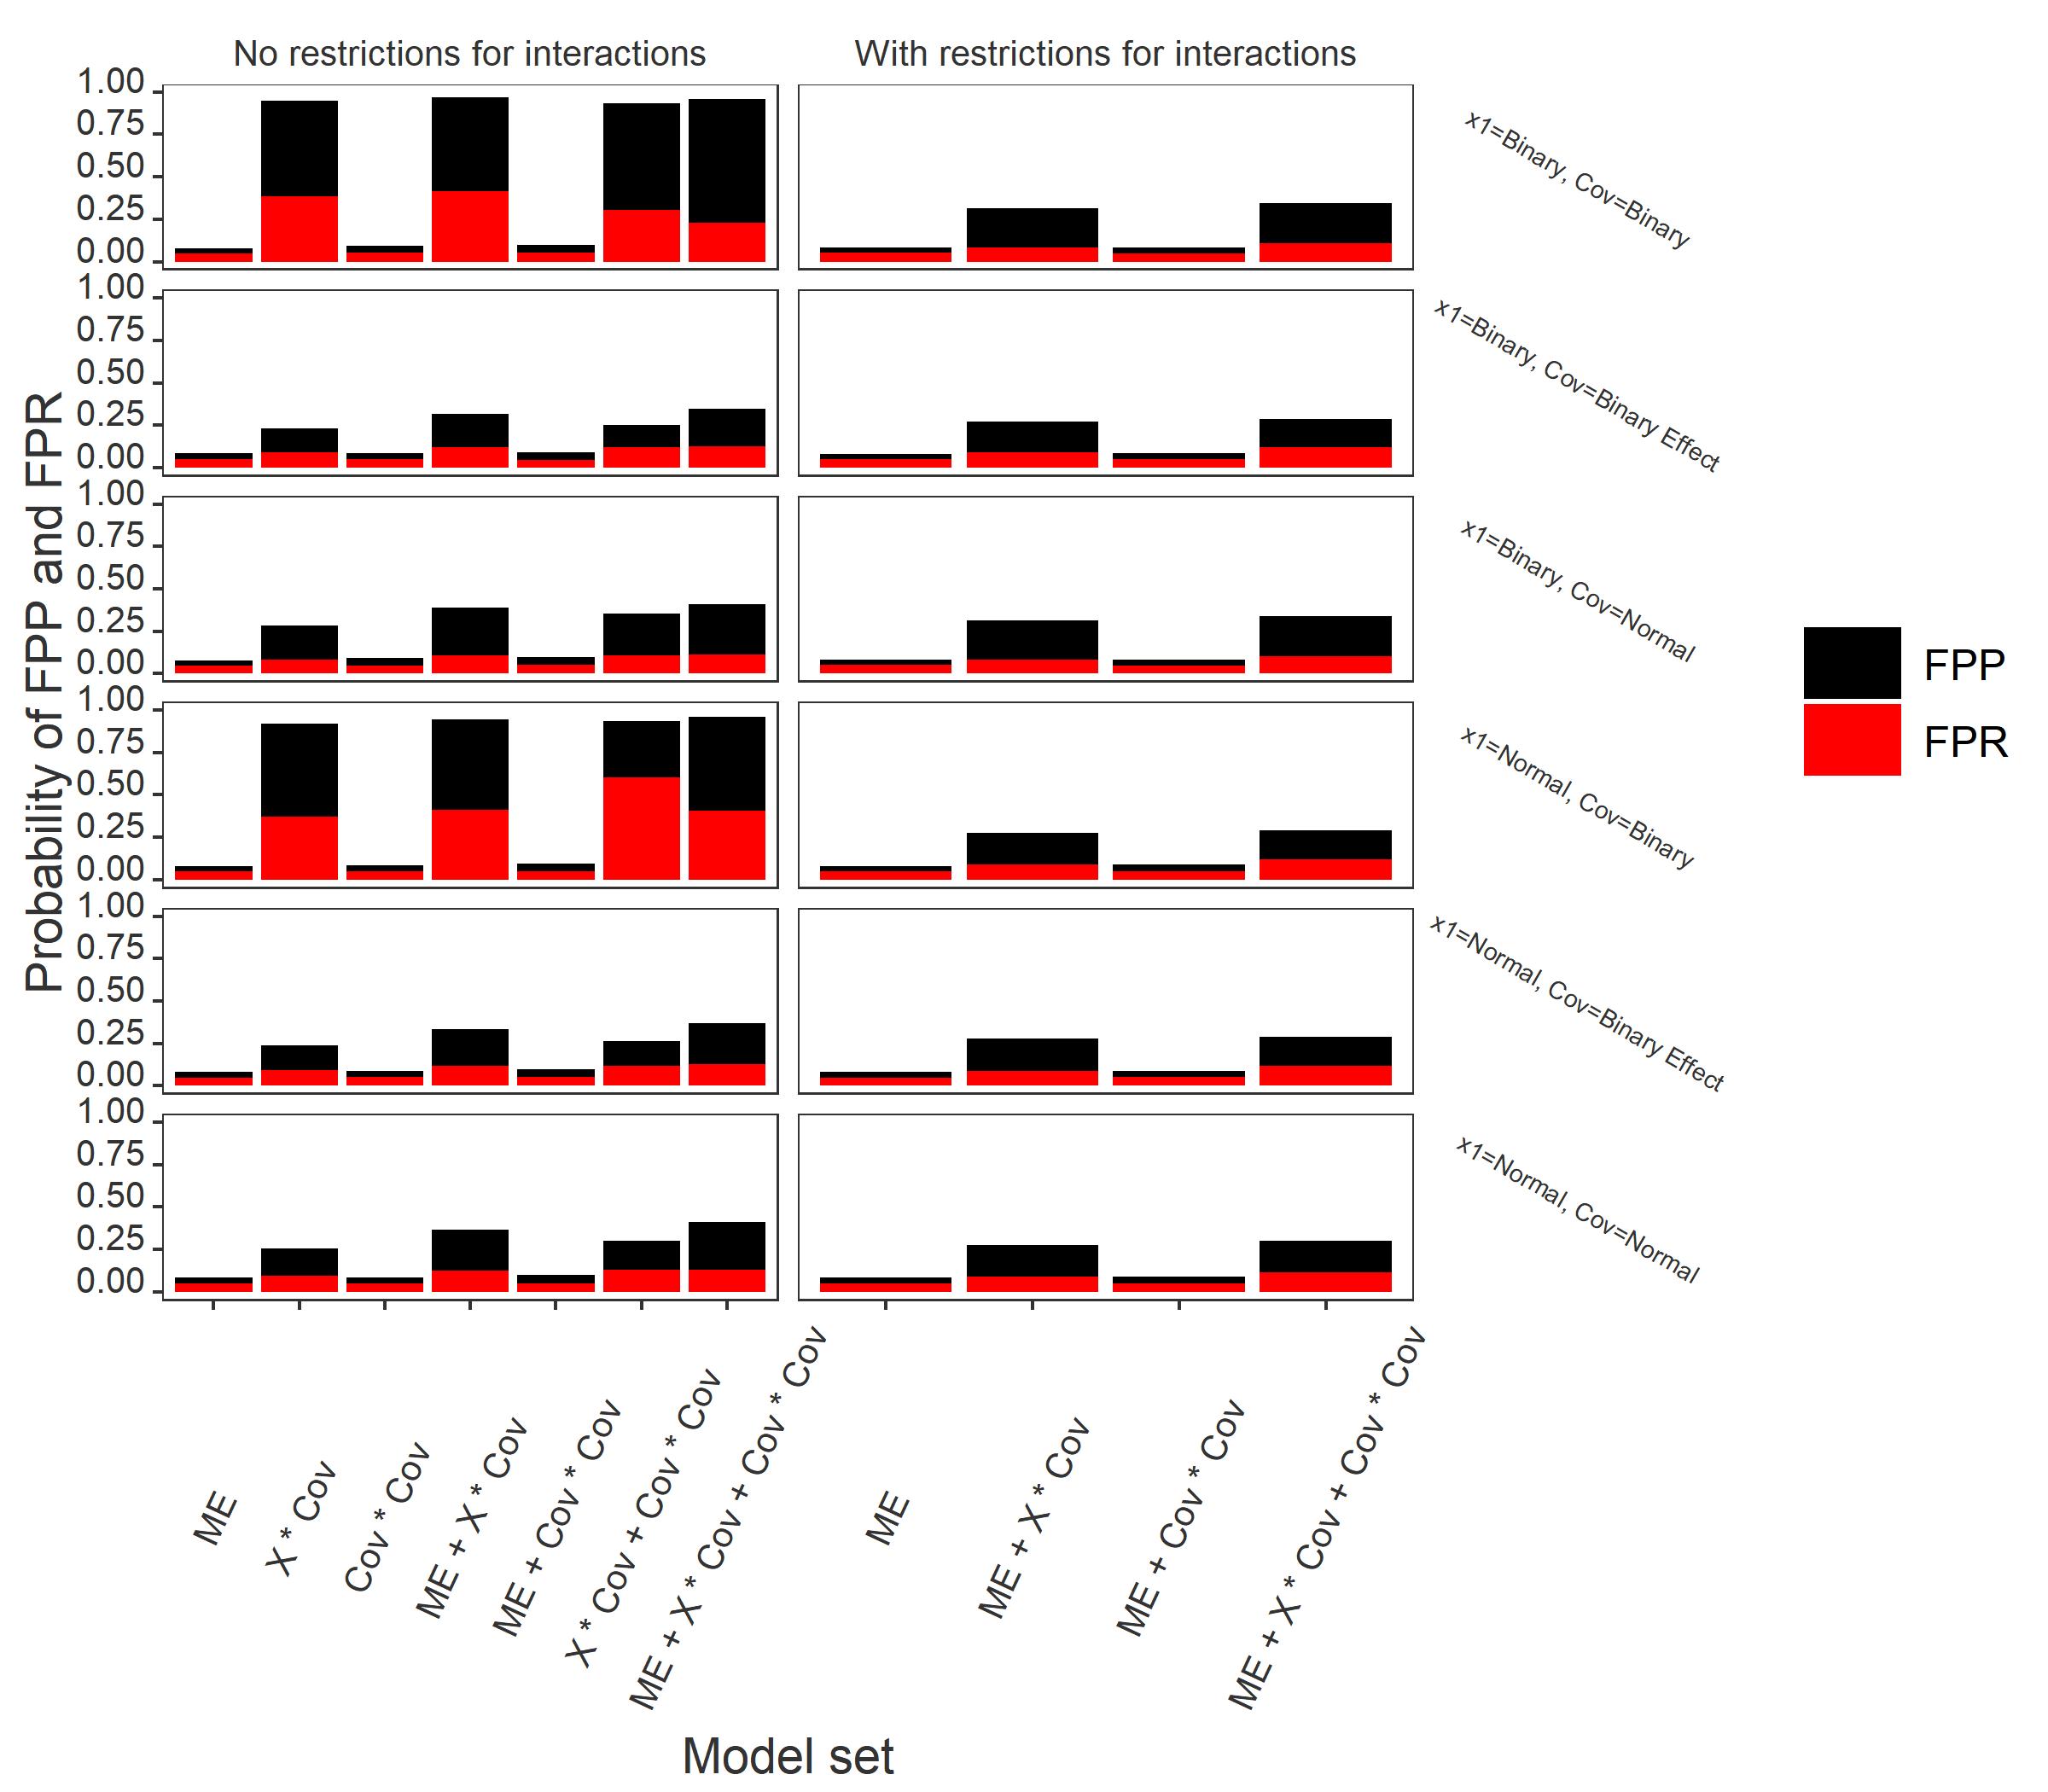 No restrictions for interactions
With restrictions for interactions
Probability of FPP and FPR
1.00
0.75
0.50
0.25
0.00
x1=Binary, Cov=Binary
1.00
0.75
0.50
0.25
0.00
x1=Binary, Cov=Binary Effect
1.00
0.75
0.50
0.25
0.00
x1=Binary, Cov=Normal
1.00
0.75
0.50
0.25
0.00
x1=Normal, Cov=Binary
1.00
0.75
0.50
0.25
0.00
x1=Normal, Cov=Binary Effect
1.00
0.75
0.50
0.25
0.00
x1=Normal, Cov=Normal
FPP
FPR
ME
X * Cov
Cov * Cov
ME + X * Cov
ME + Cov * Cov
X * Cov + Cov * Cov
ME + X * Cov + Cov * Cov
ME
ME + X * Cov
ME + Cov * Cov
ME + X * Cov + Cov * Cov
Model set